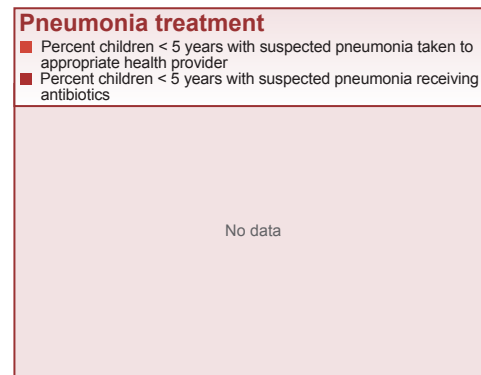 Pneumonia treatment
Percent children < 5 years with suspected pneumonia taken to
appropriate health provider
Percent children < 5 years with suspected pneumonia receiving
antibiotics
No data